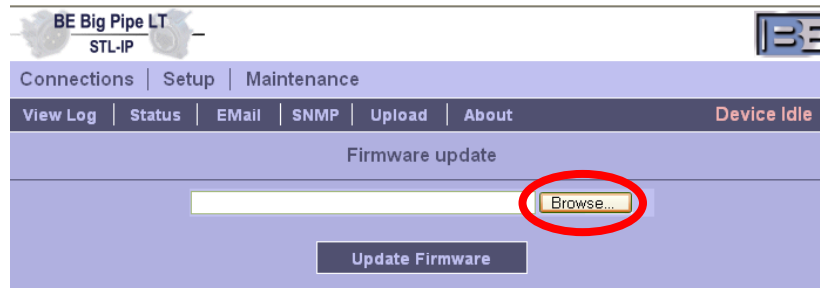 BE Big Pipe LT
STL-IP
BE
Connections | Setup | Maintenance
View Log | Status | EMail | SNMP | Upload | About Device Idle
Firmware update
Browse...
Update Firmware